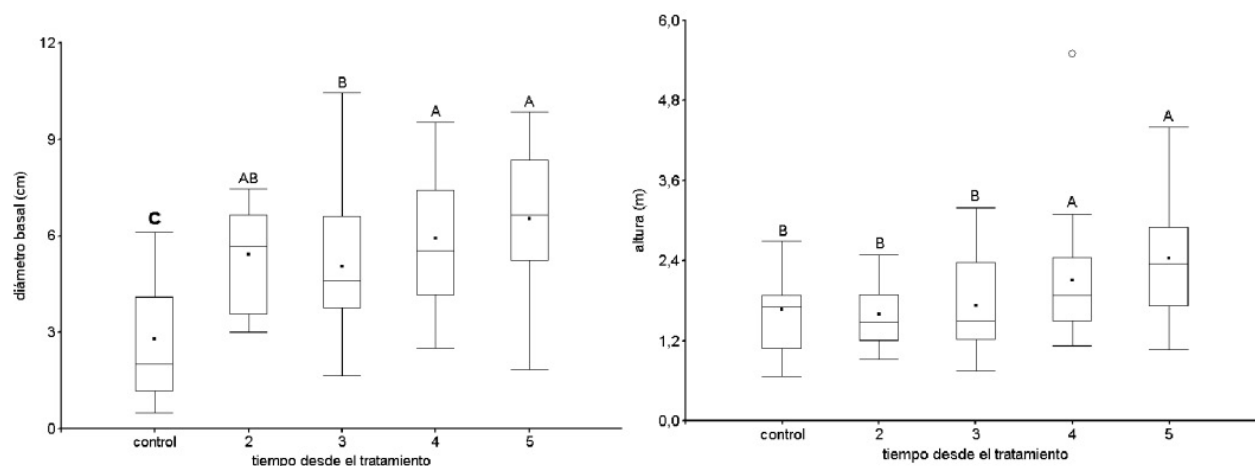 12
9
6
3
0
diámetro basal (cm)
C
AB
B
A
A
control 2 3 4 5
tiempo desde el tratamiento
6,0
4,8
3,6
2,4
1,2
0,0
altura (m)
B
B
B
A
A
control 2 3 4 5
tiempo desde el tratamiento